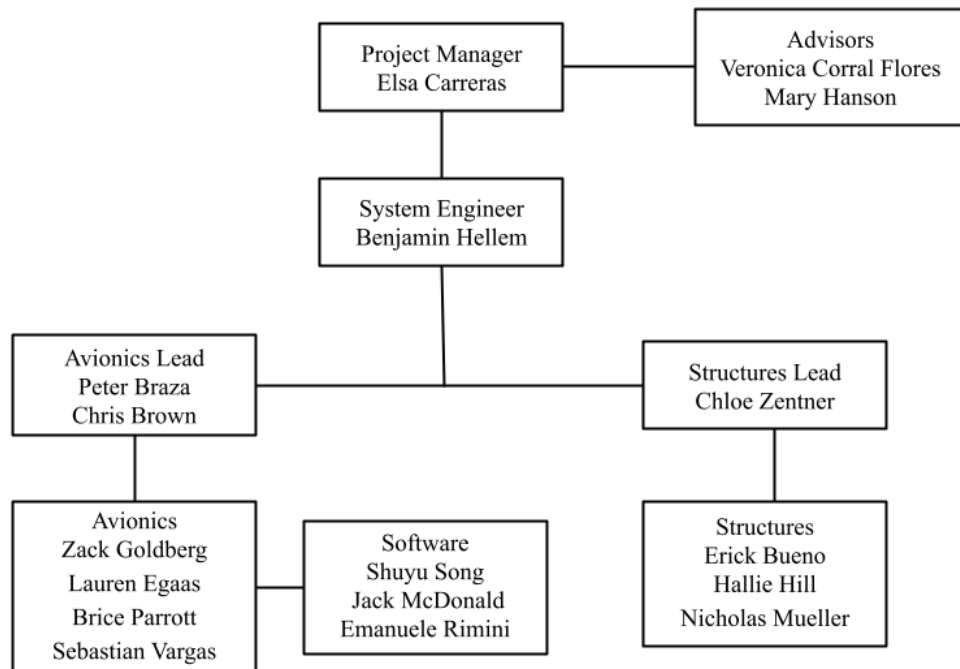 Project Manager
Elsa Carreras
Advisors
Veronica Corral Flores
Mary Hanson
System Engineer
Benjamin Hellem
Avionics Lead
Peter Braza
Chris Brown
Structures Lead
Chloe Zentner
Avionics
Zack Goldberg
Lauren Egaas
Brice Parrott
Sebastian Vargas
Software
Shuyu Song
Jack McDonald
Emanuele Rimini
Structures
Erick Bueno
Hallie Hill
Nicholas Mueller